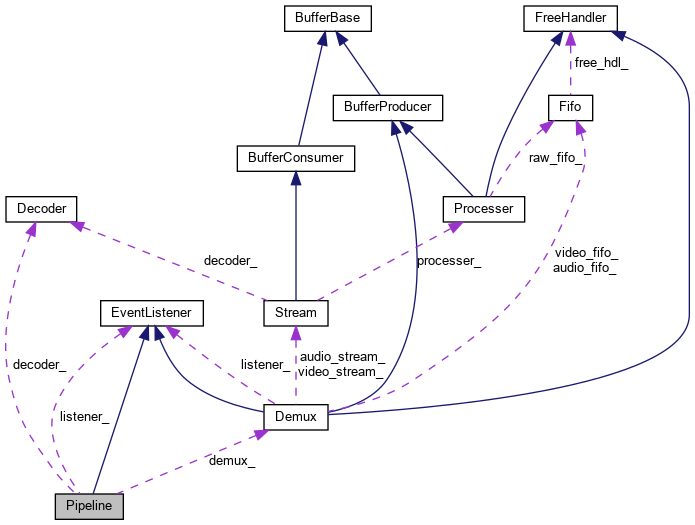 BufferBase
FreeHandler
free_hdl_
BufferProducer
Fifo
BufferConsumer
raw_fifo_
Decoder
Processer
decoder_
processer_
video_fifo_
audio_fifo_
EventListener
Stream
decoder_
listener_
audio_stream_
video_stream_
listener_
Demux
demux_
Pipeline